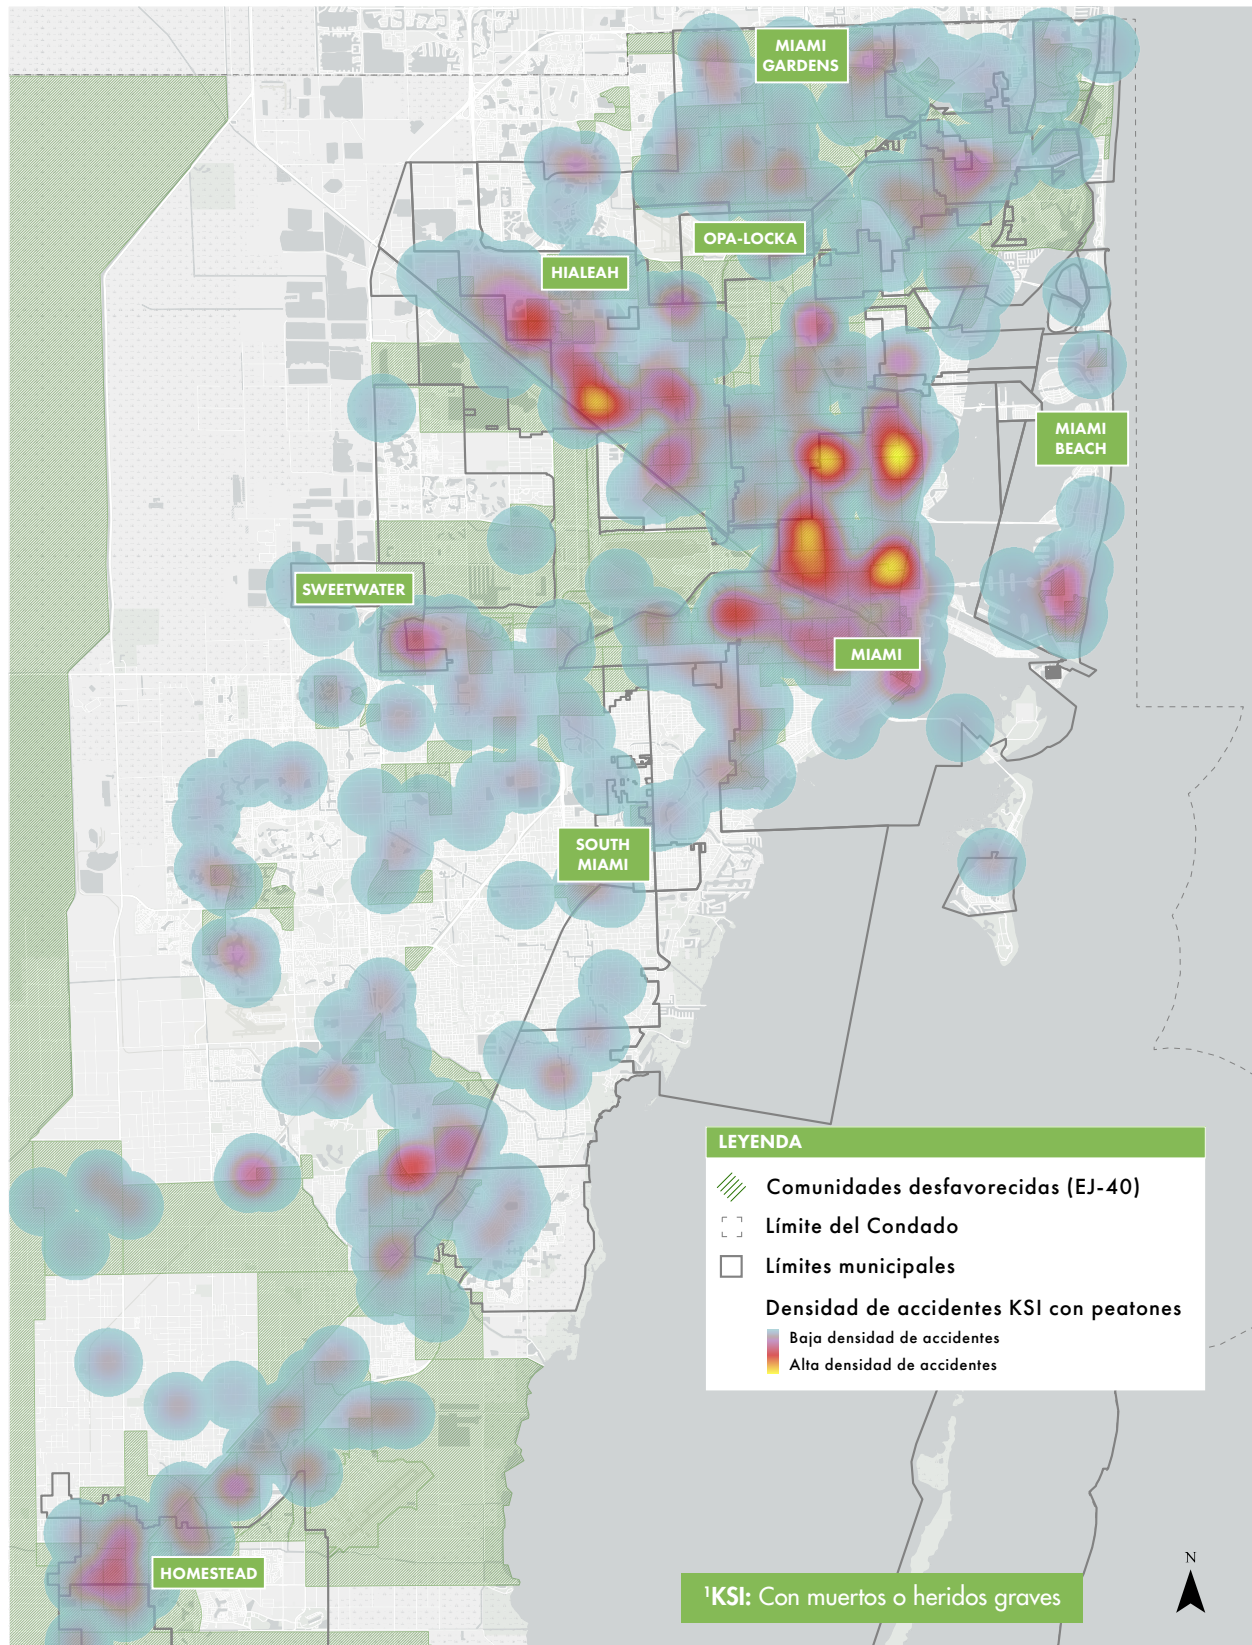 MIAMI
GARDENS
OPA-LOCKA
HIALEAH
MIAMI
BEACH
SWEETWATER
MIAMI
SOUTH
MIAMI
LEYENDA
Comunidades desfavorecidas (EJ-40)
Límite del Condado
Límites municipales
Densidad de accidentes KSI con peatones
Baja densidad de accidentes
Alta densidad de accidentes
HOMESTEAD
N
¹KSI: Con muertos o heridos graves